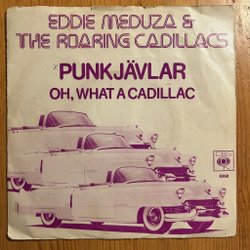 EDDIE MEDUZA &
THE ROARING CADILLACS
PUNKJÄVLAR
OH, WHAT A CADILLAC
CBS